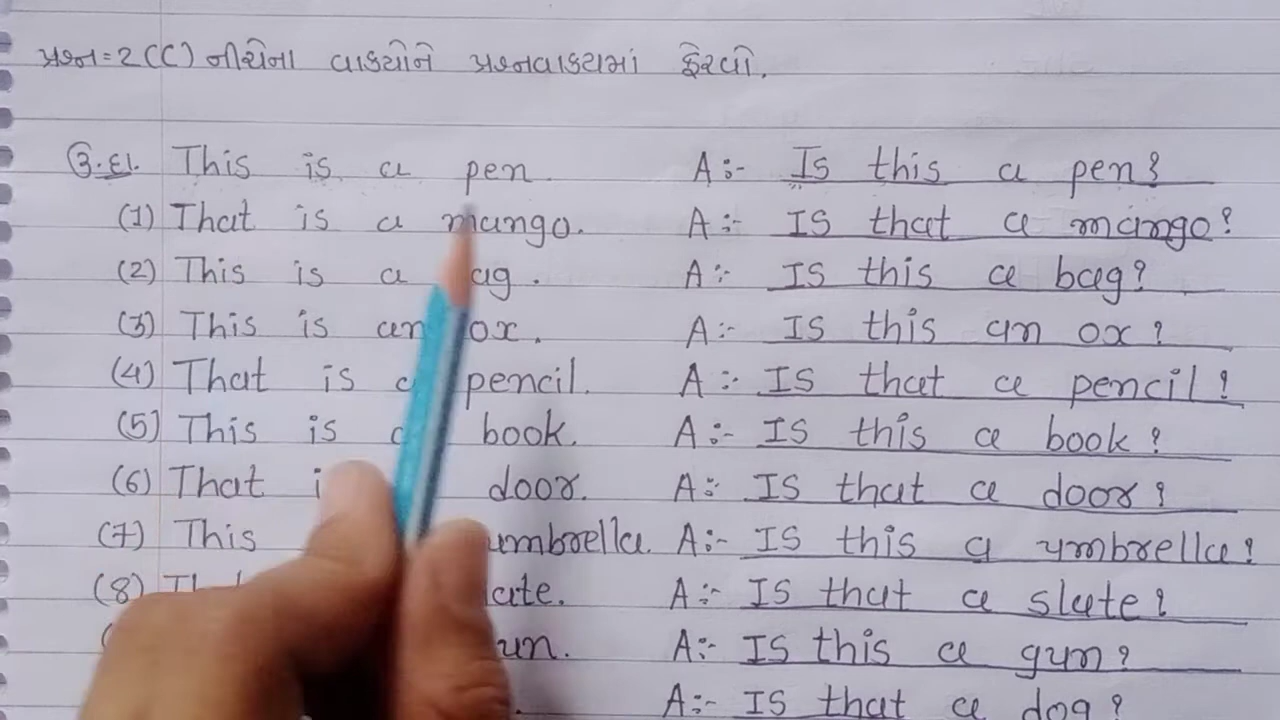 પ્રશ્ન=2 (C) નીચેના વાક્યોને પ્રશ્નવાક્યમાં ફેરવો.
ઉ.દા. This is a pen. A:- Is this a pen?
(1) That is a mango. A:- IS that a mango?
(2) This is a ag. A:- IS this a bag?
(3) This is an ox. A:- IS this an ox?
(4) That is a pencil. A:- IS that a pencil?
(5) This is a book. A:- IS this a book?
(6) That door. A:- IS that a door?
(7) This umbrella. A:- IS this a umbrella?
(8) late. A:- IS that a slate?
un. A:- IS this a gun?
A:- IS that a dog?